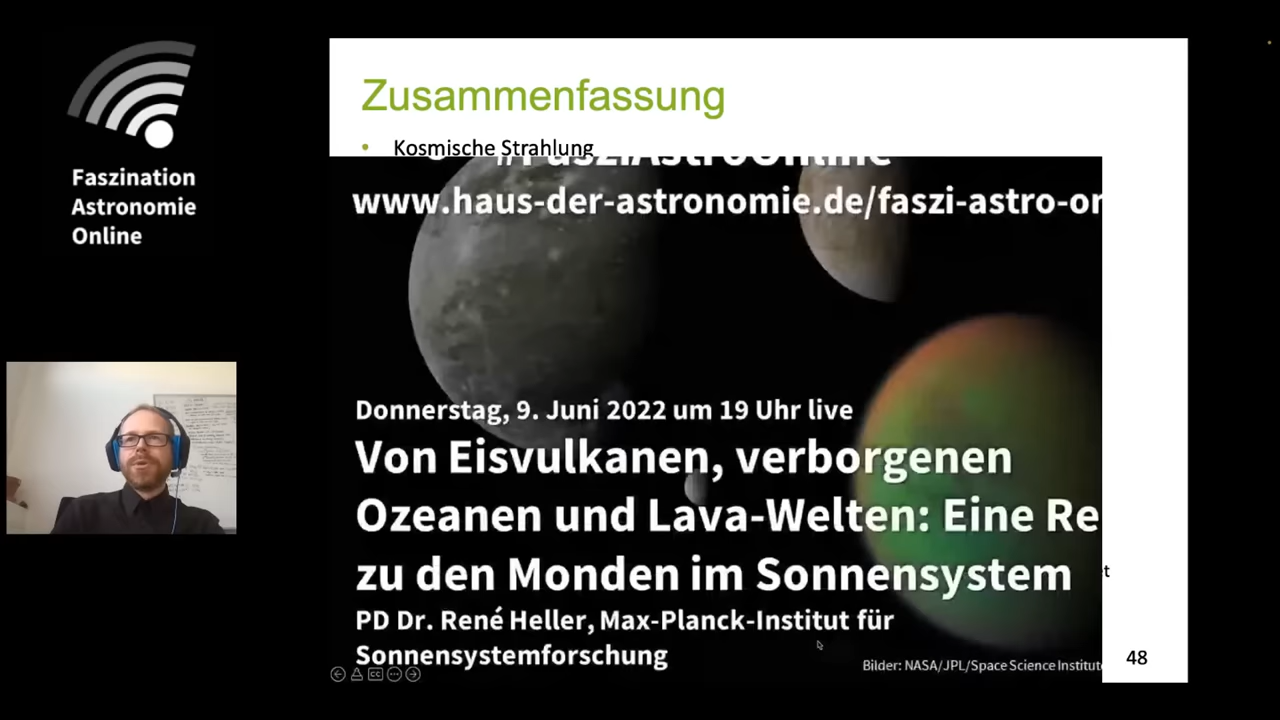 Faszination
Astronomie
Online
Zusammenfassung
• Kosmische Strahlung
#FasziAstroOnline
www.haus-der-astronomie.de/faszi-astro-on
Donnerstag, 9. Juni 2022 um 19 Uhr live
Von Eisvulkanen, verborgenen
Ozeanen und Lava-Welten: Eine Re
zu den Monden im Sonnensystem
PD Dr. René Heller, Max-Planck-Institut für
Sonnensystemforschung
Bilder: NASA/JPL/Space Science Institute
48